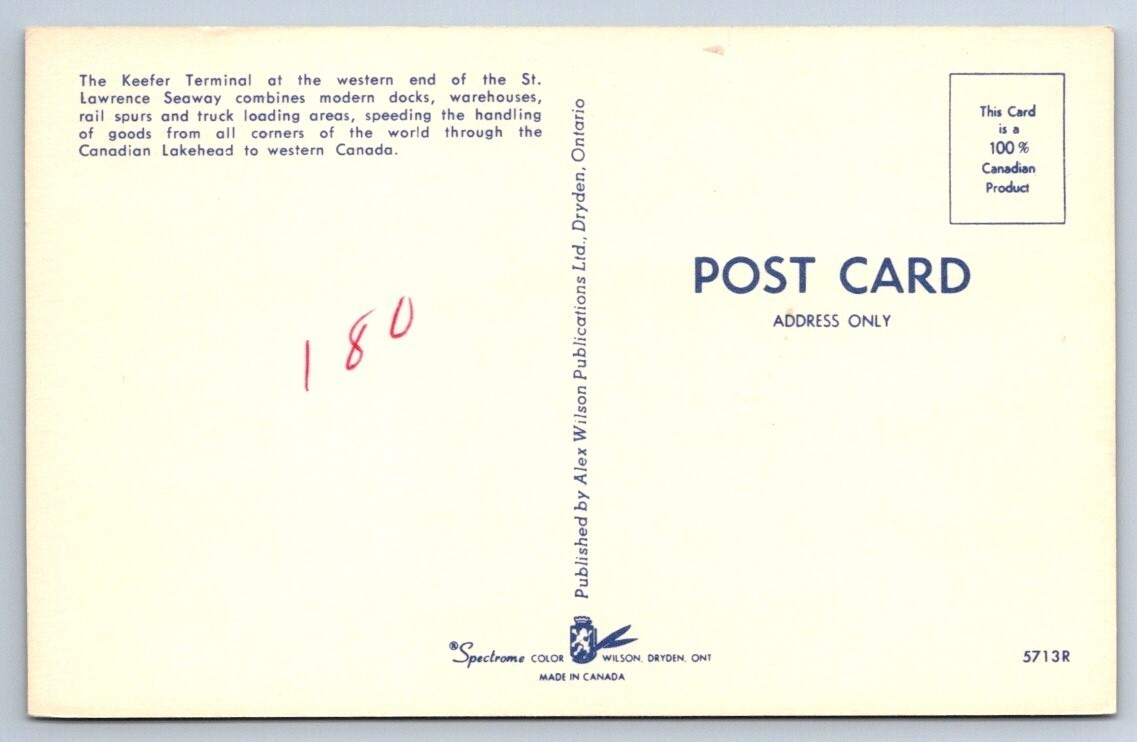 The Keefer Terminal at the western end of the St.
Lawrence Seaway combines modern docks, warehouses,
rail spurs and truck loading areas, speeding the handling
of goods from all corners of the world through the
Canadian Lakehead to western Canada.
1 8 0
Published by Alex Wilson Publications Ltd., Dryden, Ontario
This Card
is a
100 %
Canadian
Product
POST CARD
ADDRESS ONLY
®Spectrome COLOR WILSON, DRYDEN, ONT
MADE IN CANADA
5713R